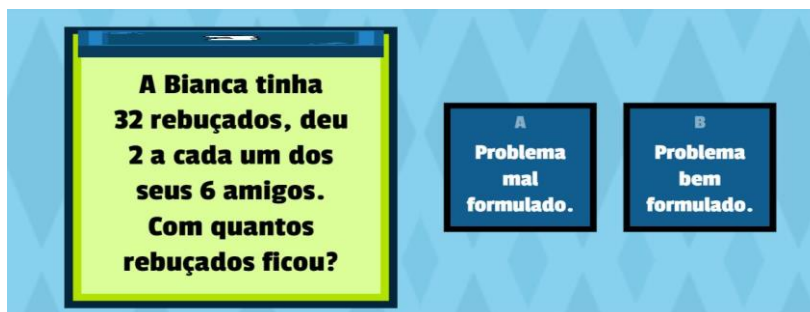 A Bianca tinha
32 rebuçados, deu
2 a cada um dos
seus 6 amigos.
Com quantos
rebuçados ficou?
A
Problema
mal
formulado.
B
Problema
bem
formulado.